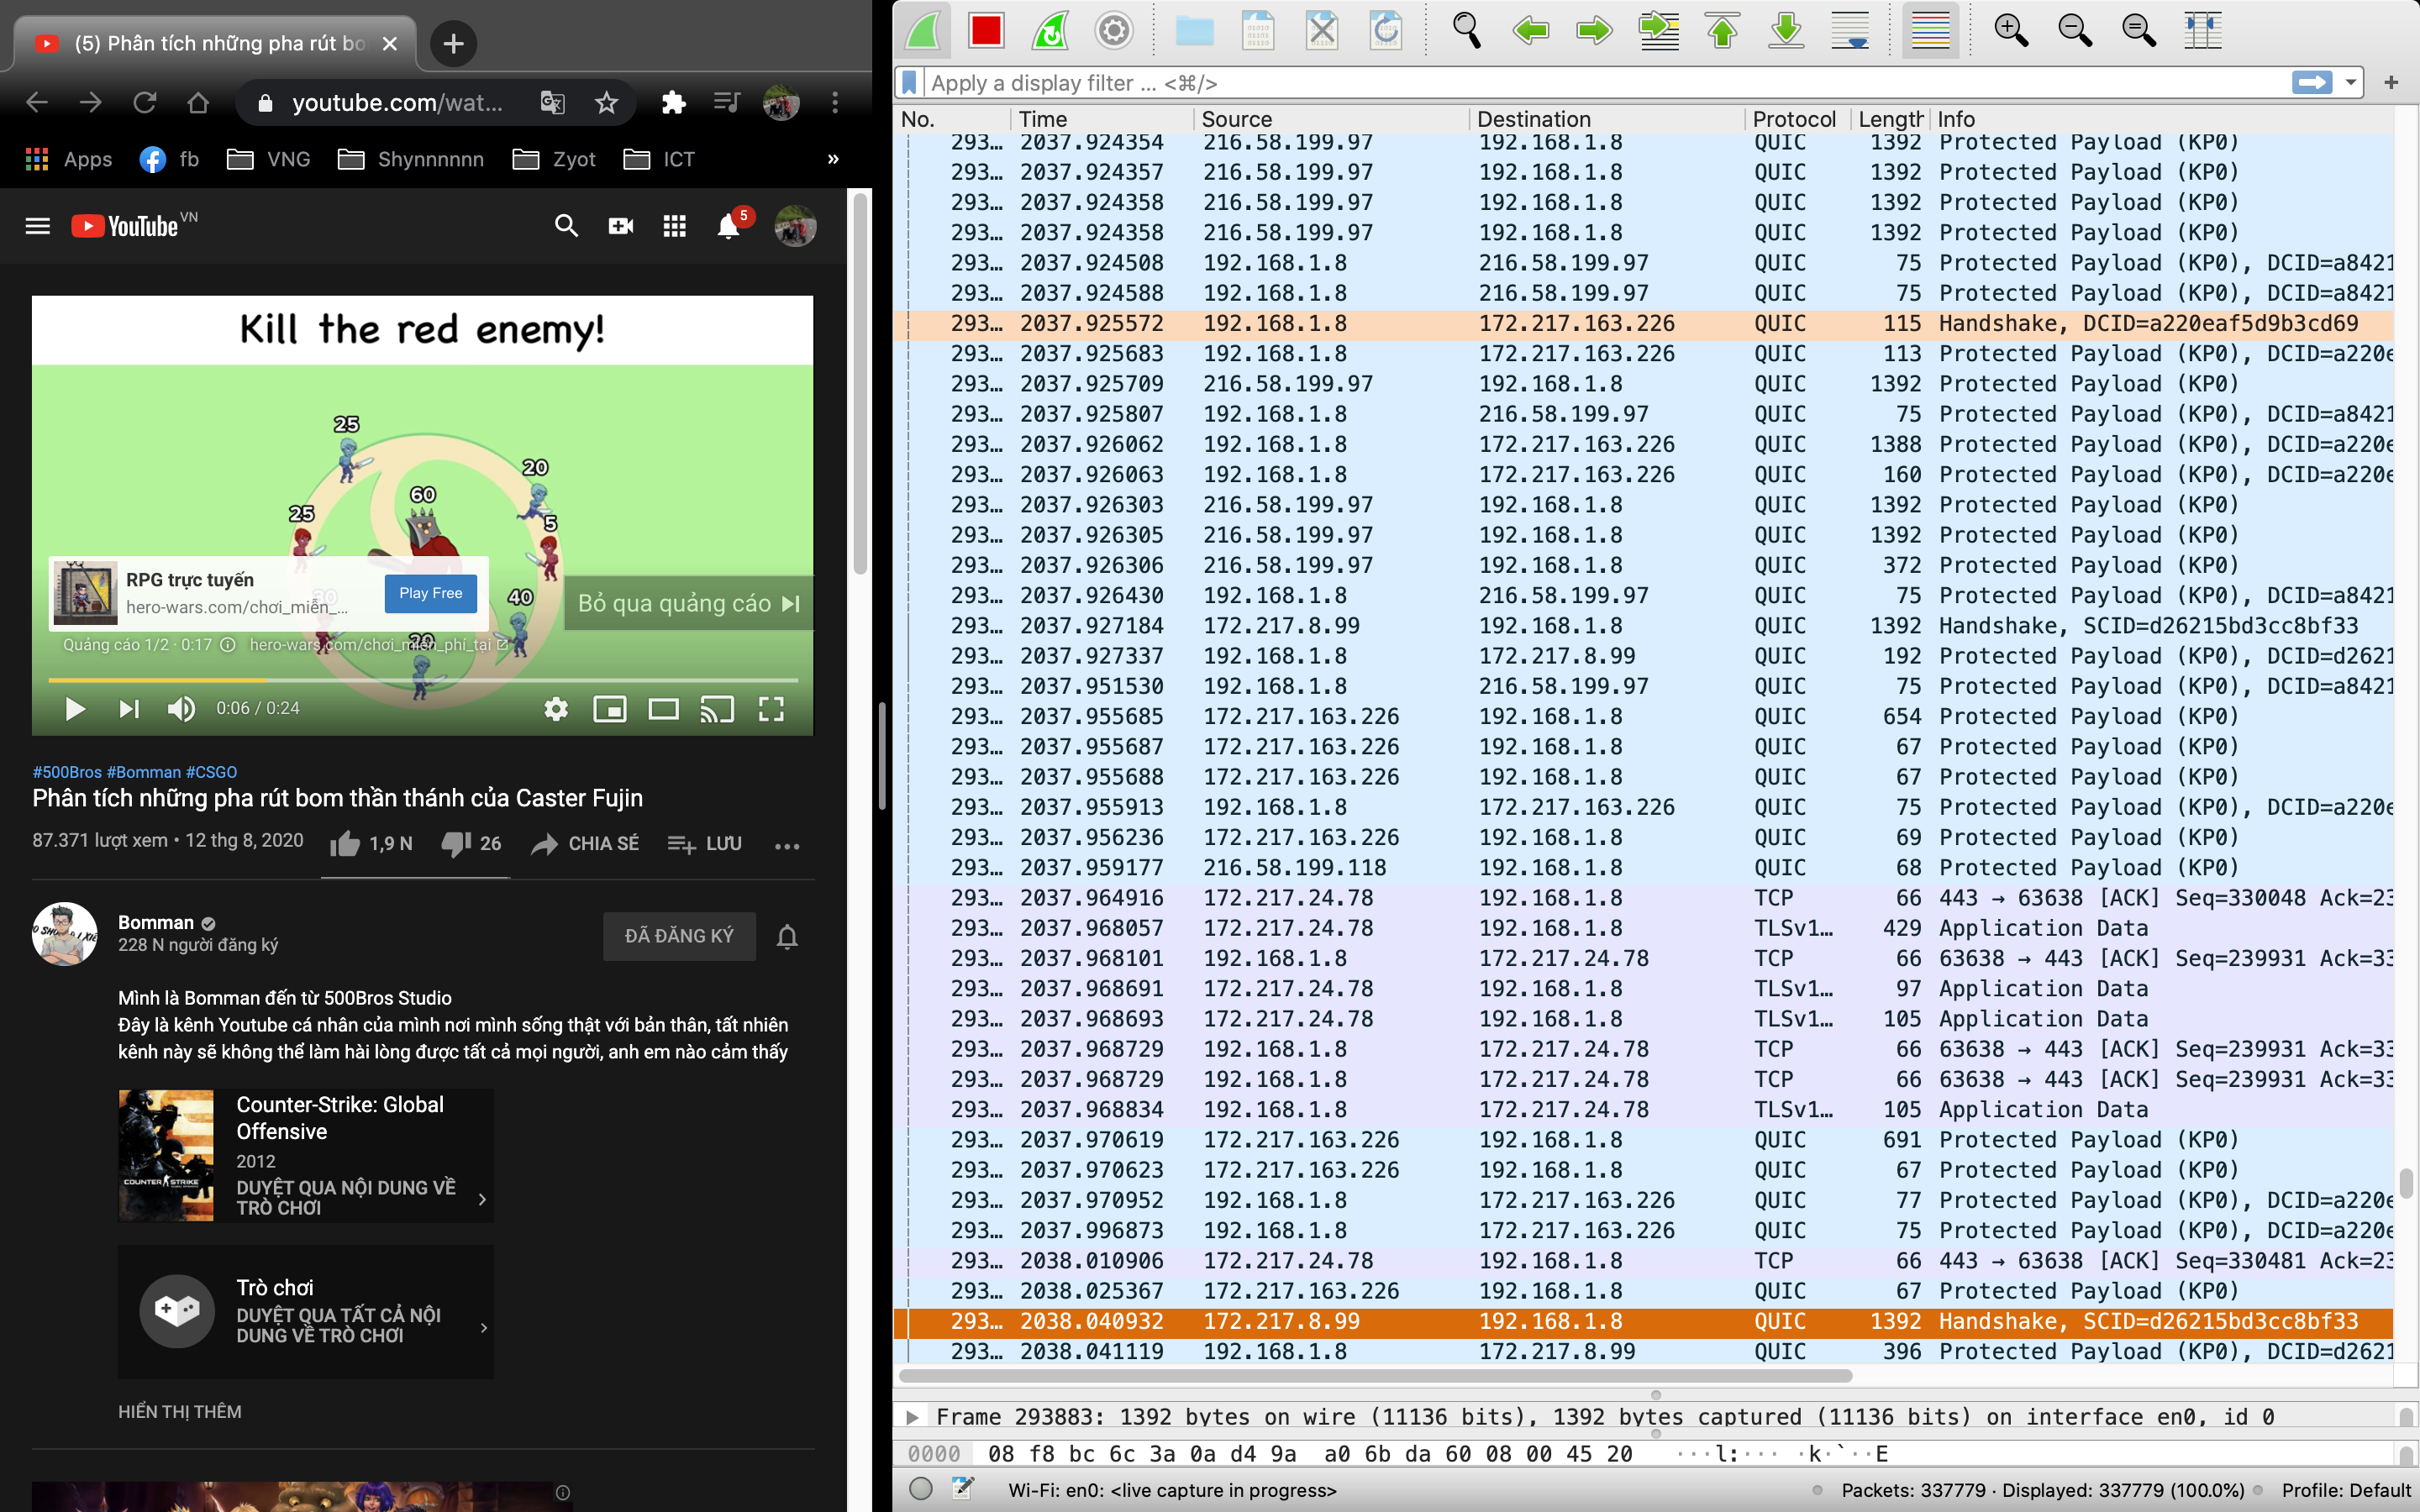 (5) Phân tích những pha rút bo
youtube.com/wat...
Apps
fb
VNG
Shynnnnnn
Zyot
ICT
»
YouTube VN
5
Kill the red enemy!
25
20
60
25
5
40
20
RPG trực tuyến
hero-wars.com/chơi_miễn_...
Play Free
Bỏ qua quảng cáo
Quảng cáo 1/2 · 0:17
hero-wars.com/chơi_miễn_phí_tại
0:06 / 0:24
#500Bros #Bomman #CSGO
Phân tích những pha rút bom thần thánh của Caster Fujin
87.371 lượt xem • 12 thg 8, 2020
1,9 N
26
CHIA SẺ
LƯU
Bomman
228 N người đăng ký
ĐÃ ĐĂNG KÝ
Mình là Bomman đến từ 500Bros Studio
Đây là kênh Youtube cá nhân của mình nơi mình sống thật với bản thân, tất nhiên
kênh này sẽ không thể làm hài lòng được tất cả mọi người, anh em nào cảm thấy
COUNTER STRIKE
Counter-Strike: Global
Offensive
2012
DUYỆT QUA NỘI DUNG VỀ
TRÒ CHƠI
Trò chơi
DUYỆT QUA TẤT CẢ NỘI
DUNG VỀ TRÒ CHƠI
HIỂN THỊ THÊM
Apply a display filter ... <⌘/>
No. Time Source Destination Protocol Length Info
293… 2037.924354 216.58.199.97 192.168.1.8 QUIC 1392 Protected Payload (KP0)
293… 2037.924357 216.58.199.97 192.168.1.8 QUIC 1392 Protected Payload (KP0)
293… 2037.924358 216.58.199.97 192.168.1.8 QUIC 1392 Protected Payload (KP0)
293… 2037.924358 216.58.199.97 192.168.1.8 QUIC 1392 Protected Payload (KP0)
293… 2037.924508 192.168.1.8 216.58.199.97 QUIC 75 Protected Payload (KP0), DCID=a8421
293… 2037.924588 192.168.1.8 216.58.199.97 QUIC 75 Protected Payload (KP0), DCID=a8421
293… 2037.925572 192.168.1.8 172.217.163.226 QUIC 115 Handshake, DCID=a220eaf5d9b3cd69
293… 2037.925683 192.168.1.8 172.217.163.226 QUIC 113 Protected Payload (KP0), DCID=a220e
293… 2037.925709 216.58.199.97 192.168.1.8 QUIC 1392 Protected Payload (KP0)
293… 2037.925807 192.168.1.8 216.58.199.97 QUIC 75 Protected Payload (KP0), DCID=a8421
293… 2037.926062 192.168.1.8 172.217.163.226 QUIC 1388 Protected Payload (KP0), DCID=a220e
293… 2037.926063 192.168.1.8 172.217.163.226 QUIC 160 Protected Payload (KP0), DCID=a220e
293… 2037.926303 216.58.199.97 192.168.1.8 QUIC 1392 Protected Payload (KP0)
293… 2037.926305 216.58.199.97 192.168.1.8 QUIC 1392 Protected Payload (KP0)
293… 2037.926306 216.58.199.97 192.168.1.8 QUIC 372 Protected Payload (KP0)
293… 2037.926430 192.168.1.8 216.58.199.97 QUIC 75 Protected Payload (KP0), DCID=a8421
293… 2037.927184 172.217.8.99 192.168.1.8 QUIC 1392 Handshake, SCID=d26215bd3cc8bf33
293… 2037.927337 192.168.1.8 172.217.8.99 QUIC 192 Protected Payload (KP0), DCID=d2621
293… 2037.951530 192.168.1.8 216.58.199.97 QUIC 75 Protected Payload (KP0), DCID=a8421
293… 2037.955685 172.217.163.226 192.168.1.8 QUIC 654 Protected Payload (KP0)
293… 2037.955687 172.217.163.226 192.168.1.8 QUIC 67 Protected Payload (KP0)
293… 2037.955688 172.217.163.226 192.168.1.8 QUIC 67 Protected Payload (KP0)
293… 2037.955913 192.168.1.8 172.217.163.226 QUIC 75 Protected Payload (KP0), DCID=a220e
293… 2037.956236 172.217.163.226 192.168.1.8 QUIC 69 Protected Payload (KP0)
293… 2037.959177 216.58.199.118 192.168.1.8 QUIC 68 Protected Payload (KP0)
293… 2037.964916 172.217.24.78 192.168.1.8 TCP 66 443 → 63638 [ACK] Seq=330048 Ack=23
293… 2037.968057 172.217.24.78 192.168.1.8 TLSv1… 429 Application Data
293… 2037.968101 192.168.1.8 172.217.24.78 TCP 66 63638 → 443 [ACK] Seq=239931 Ack=33
293… 2037.968691 172.217.24.78 192.168.1.8 TLSv1… 97 Application Data
293… 2037.968693 172.217.24.78 192.168.1.8 TLSv1… 105 Application Data
293… 2037.968729 192.168.1.8 172.217.24.78 TCP 66 63638 → 443 [ACK] Seq=239931 Ack=33
293… 2037.968729 192.168.1.8 172.217.24.78 TCP 66 63638 → 443 [ACK] Seq=239931 Ack=33
293… 2037.968834 192.168.1.8 172.217.24.78 TLSv1… 105 Application Data
293… 2037.970619 172.217.163.226 192.168.1.8 QUIC 691 Protected Payload (KP0)
293… 2037.970623 172.217.163.226 192.168.1.8 QUIC 67 Protected Payload (KP0)
293… 2037.970952 192.168.1.8 172.217.163.226 QUIC 77 Protected Payload (KP0), DCID=a220e
293… 2037.996873 192.168.1.8 172.217.163.226 QUIC 75 Protected Payload (KP0), DCID=a220e
293… 2038.010906 172.217.24.78 192.168.1.8 TCP 66 443 → 63638 [ACK] Seq=330481 Ack=23
293… 2038.025367 172.217.163.226 192.168.1.8 QUIC 67 Protected Payload (KP0)
293… 2038.040932 172.217.8.99 192.168.1.8 QUIC 1392 Handshake, SCID=d26215bd3cc8bf33
293… 2038.041119 192.168.1.8 172.217.8.99 QUIC 396 Protected Payload (KP0), DCID=d2621
Frame 293883: 1392 bytes on wire (11136 bits), 1392 bytes captured (11136 bits) on interface en0, id 0
0000 08 f8 bc 6c 3a 0a d4 9a a0 6b da 60 08 00 45 20 ···l:··· ·k·`··E
Wi-Fi: en0: <live capture in progress>
Packets: 337779 · Displayed: 337779 (100.0%)
Profile: Default